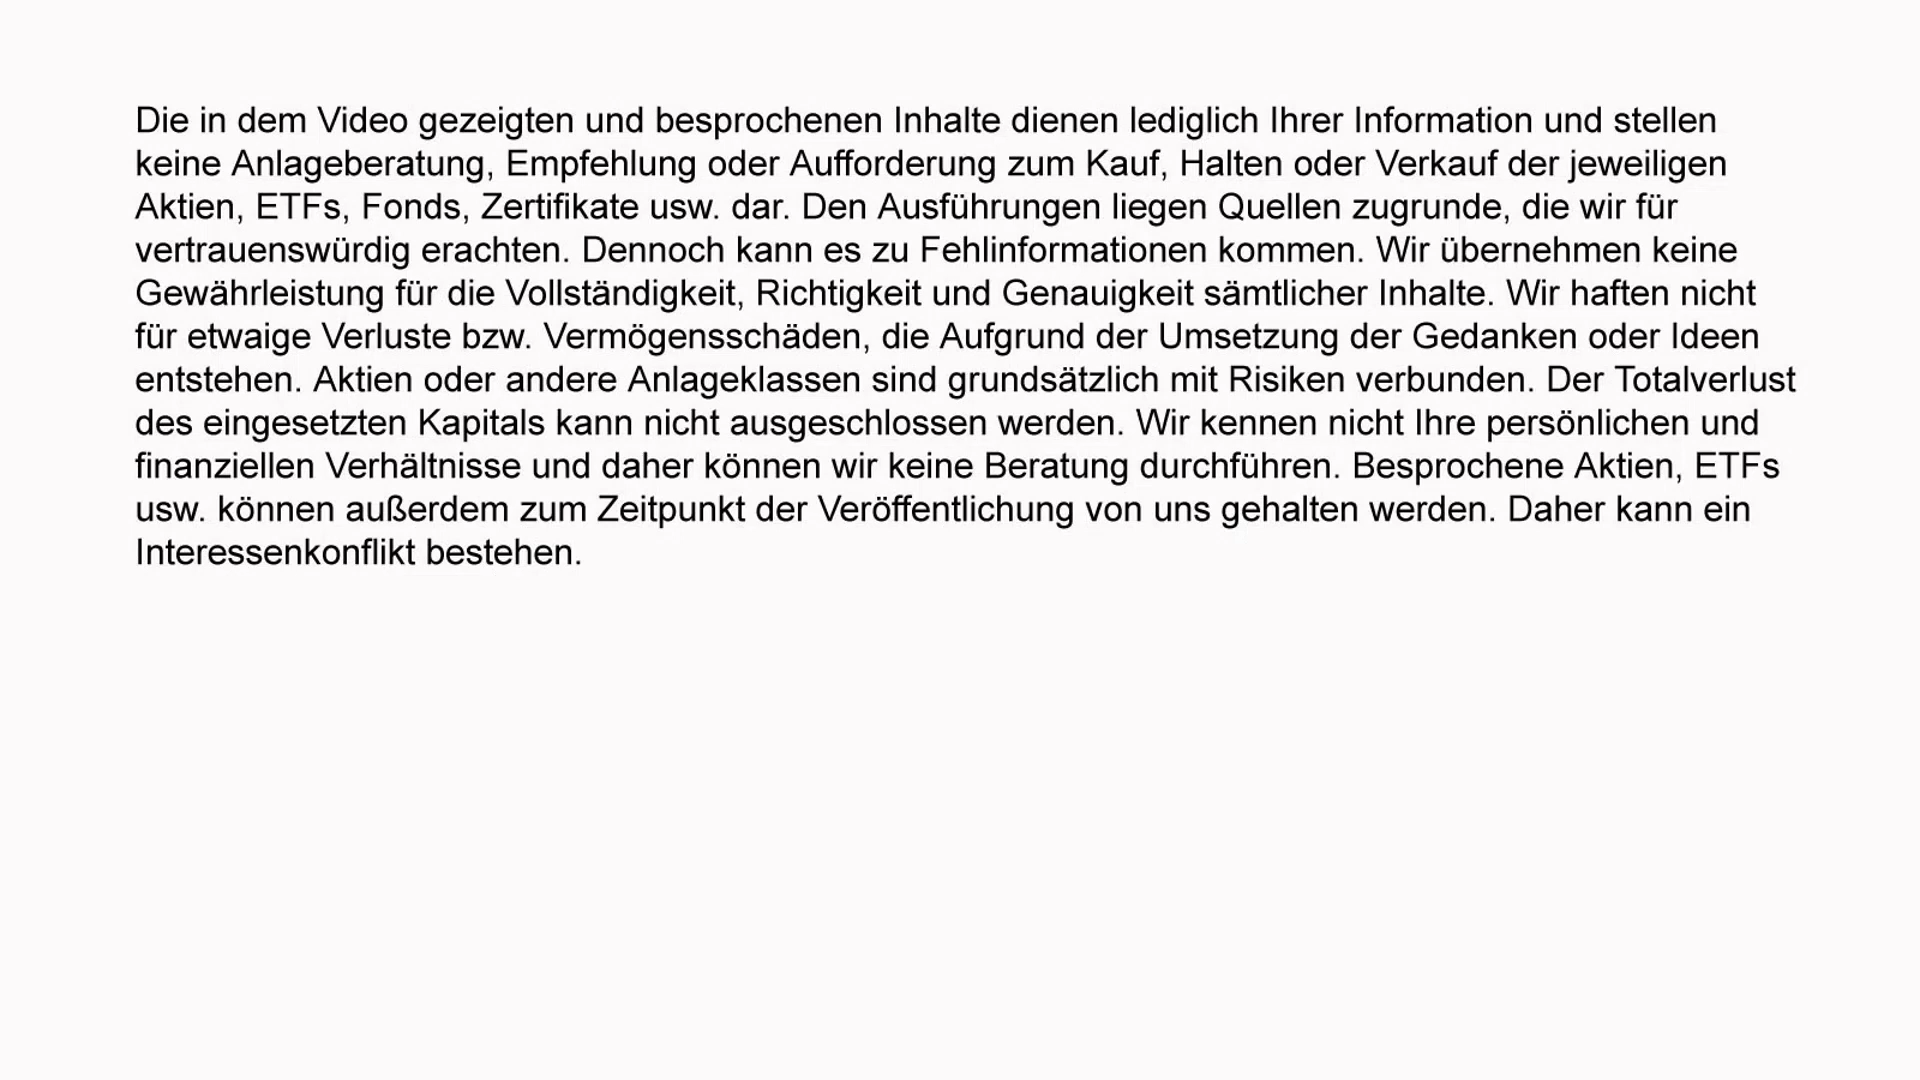 Die in dem Video gezeigten und besprochenen Inhalte dienen lediglich Ihrer Information und stellen
keine Anlageberatung, Empfehlung oder Aufforderung zum Kauf, Halten oder Verkauf der jeweiligen
Aktien, ETFs, Fonds, Zertifikate usw. dar. Den Ausführungen liegen Quellen zugrunde, die wir für
vertrauenswürdig erachten. Dennoch kann es zu Fehlinformationen kommen. Wir übernehmen keine
Gewährleistung für die Vollständigkeit, Richtigkeit und Genauigkeit sämtlicher Inhalte. Wir haften nicht
für etwaige Verluste bzw. Vermögensschäden, die Aufgrund der Umsetzung der Gedanken oder Ideen
entstehen. Aktien oder andere Anlageklassen sind grundsätzlich mit Risiken verbunden. Der Totalverlust
des eingesetzten Kapitals kann nicht ausgeschlossen werden. Wir kennen nicht Ihre persönlichen und
finanziellen Verhältnisse und daher können wir keine Beratung durchführen. Besprochene Aktien, ETFs
usw. können außerdem zum Zeitpunkt der Veröffentlichung von uns gehalten werden. Daher kann ein
Interessenkonflikt bestehen.